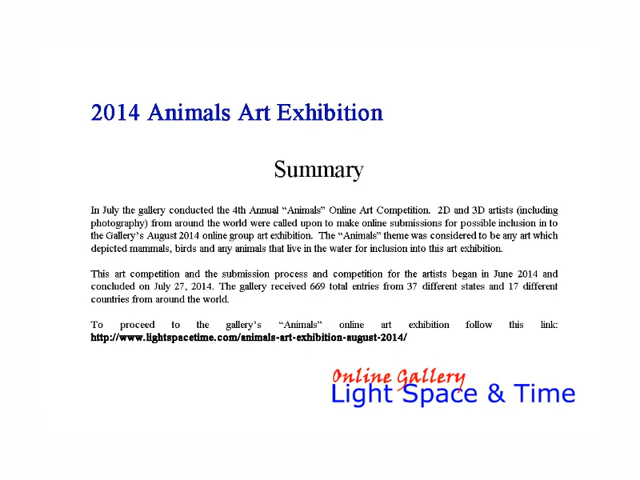 2014 Animals Art Exhibition
Summary
In July the gallery conducted the 4th Annual “Animals” Online Art Competition. 2D and 3D artists (including
photography) from around the world were called upon to make online submissions for possible inclusion in to
the Gallery’s August 2014 online group art exhibition. The “Animals” theme was considered to be any art which
depicted mammals, birds and any animals that live in the water for inclusion into this art exhibition.
This art competition and the submission process and competition for the artists began in June 2014 and
concluded on July 27, 2014. The gallery received 669 total entries from 37 different states and 17 different
countries from around the world.
To proceed to the gallery’s “Animals” online art exhibition follow this link:
http://www.lightspacetime.com/animals-art-exhibition-august-2014/
Online Gallery
Light Space & Time